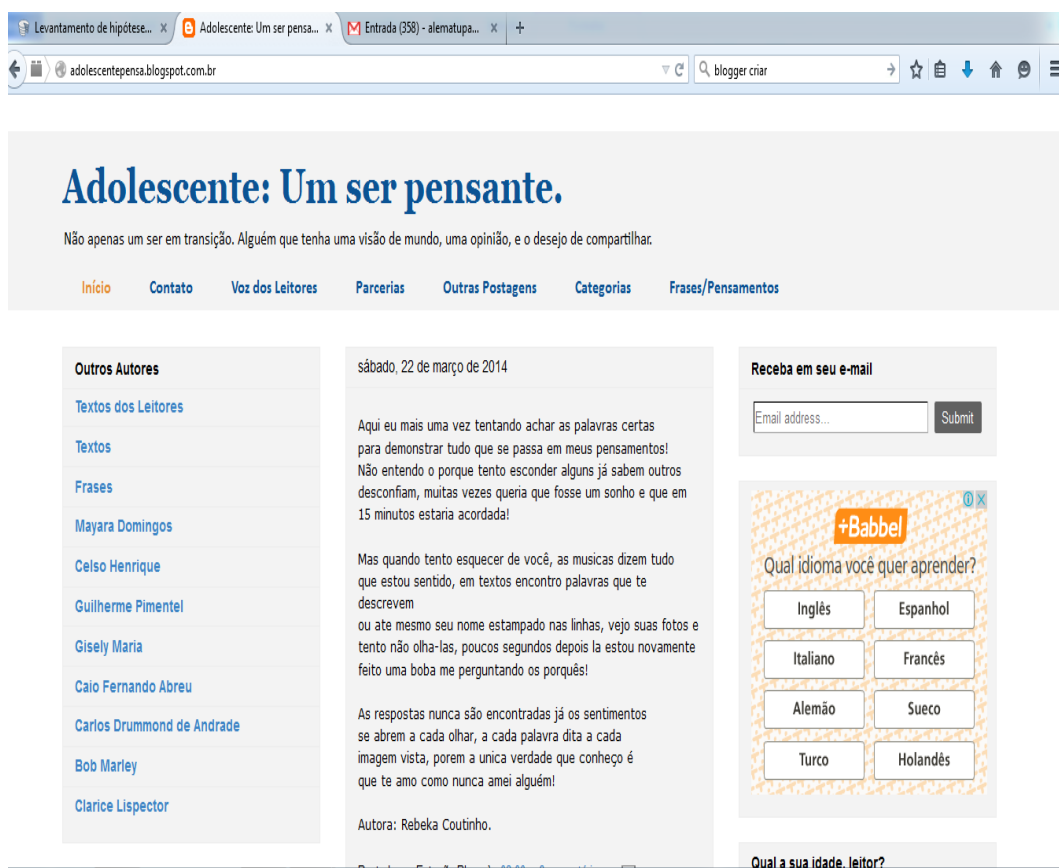 Levantamento de hipótese...
Adolescente: Um ser pensa...
Entrada (358) - alematupa...
adolescentepensa.blogspot.com.br
blogger criar
Adolescente: Um ser pensante.
Não apenas um ser em transição. Alguém que tenha uma visão de mundo, uma opinião, e o desejo de compartilhar.
Início Contato Voz dos Leitores Parcerias Outras Postagens Categorias Frases/Pensamentos
Outros Autores
Textos dos Leitores
Textos
Frases
Mayara Domingos
Celso Henrique
Guilherme Pimentel
Gisely Maria
Caio Fernando Abreu
Carlos Drummond de Andrade
Bob Marley
Clarice Lispector
sábado, 22 de março de 2014
Aqui eu mais uma vez tentando achar as palavras certas
para demonstrar tudo que se passa em meus pensamentos!
Não entendo o porque tento esconder alguns já sabem outros
desconfiam, muitas vezes queria que fosse um sonho e que em
15 minutos estaria acordada!
Mas quando tento esquecer de você, as musicas dizem tudo
que estou sentido, em textos encontro palavras que te
descrevem
ou ate mesmo seu nome estampado nas linhas, vejo suas fotos e
tento não olha-las, poucos segundos depois la estou novamente
feito uma boba me perguntando os porquês!
As respostas nunca são encontradas já os sentimentos
se abrem a cada olhar, a cada palavra dita a cada
imagem vista, porem a unica verdade que conheço é
que te amo como nunca amei alguém!
Autora: Rebeka Coutinho.
Receba em seu e-mail
Email address... Submit
+Babbel
Qual idioma você quer aprender?
Inglês Espanhol
Italiano Francês
Alemão Sueco
Turco Holandês
Qual a sua idade, leitor?